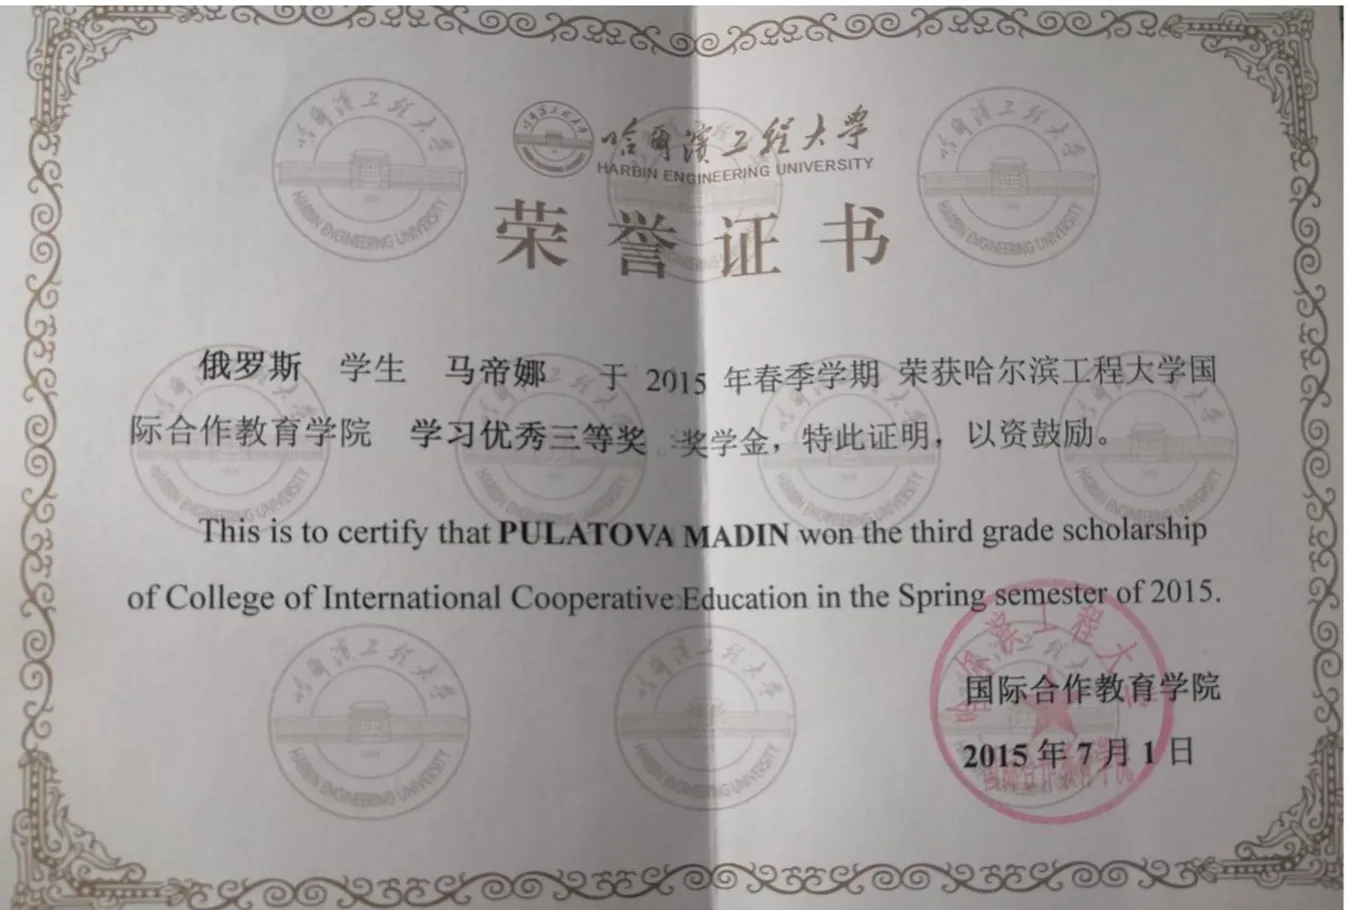 哈尔滨工程大学
HARBIN ENGINEERING UNIVERSITY
荣誉证书
俄罗斯 学生 马帝娜 于 2015 年春季学期 荣获哈尔滨工程大学国
际合作教育学院 学习优秀三等奖 奖学金，特此证明，以资鼓励。
This is to certify that PULATOVA MADIN won the third grade scholarship
of College of International Cooperative Education in the Spring semester of 2015.
国际合作教育学院
2015 年 7 月 1 日